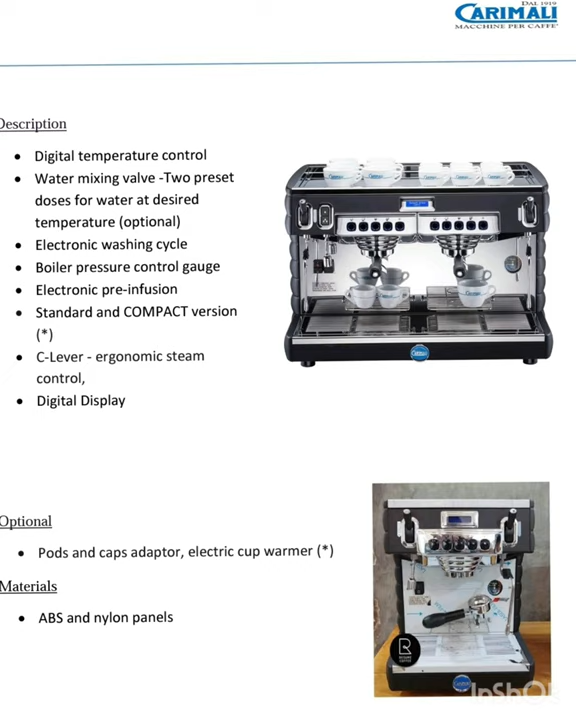 DAL 1919
CARIMALI
MACCHINE PER CAFFE'
Description
• Digital temperature control
• Water mixing valve -Two preset
doses for water at desired
temperature (optional)
• Electronic washing cycle
• Boiler pressure control gauge
• Electronic pre-infusion
• Standard and COMPACT version
(*)
• C-Lever - ergonomic steam
control,
• Digital Display
CARIMALI
Optional
• Pods and caps adaptor, electric cup warmer (*)
Materials
• ABS and nylon panels
R
InShOt